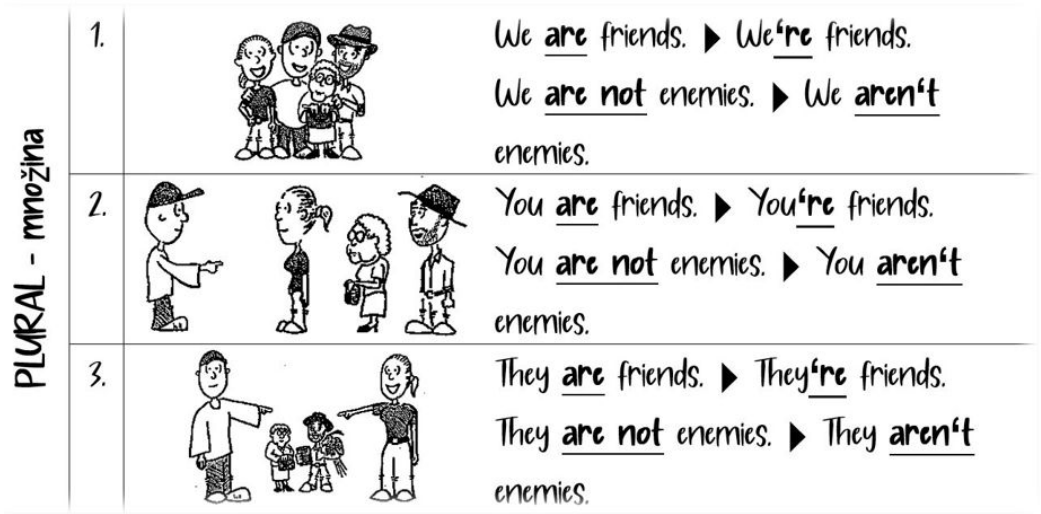 PLURAL - množina
1.
We are friends. ▶ We‘re friends.
We are not enemies. ▶ We aren‘t
enemies.
2.
You are friends. ▶ You‘re friends.
You are not enemies. ▶ You aren‘t
enemies.
3.
They are friends. ▶ They‘re friends.
They are not enemies. ▶ They aren‘t
enemies.